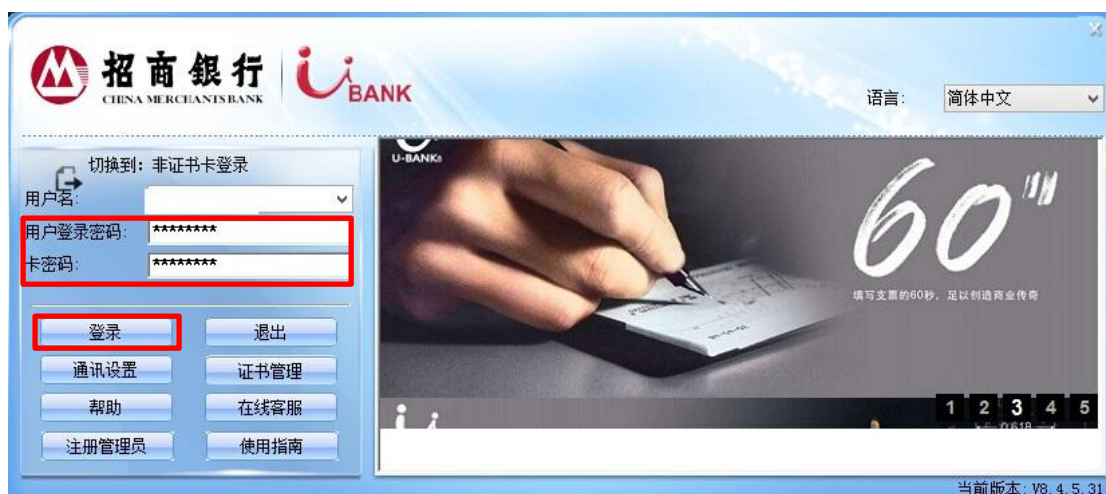 招商銀行
CHINA MERCHANTS BANK
BANK
语言: 简体中文
切换到: 非证书卡登录
用户名:
用户登录密码: ********
卡密码: ********
登录 退出
通讯设置 证书管理
帮助 在线客服
注册管理员 使用指南
U-BANK
60'''
填写支票的60秒，足以创造商业传奇
1 2 3 4 5
0.618
当前版本: V8.4.5.31